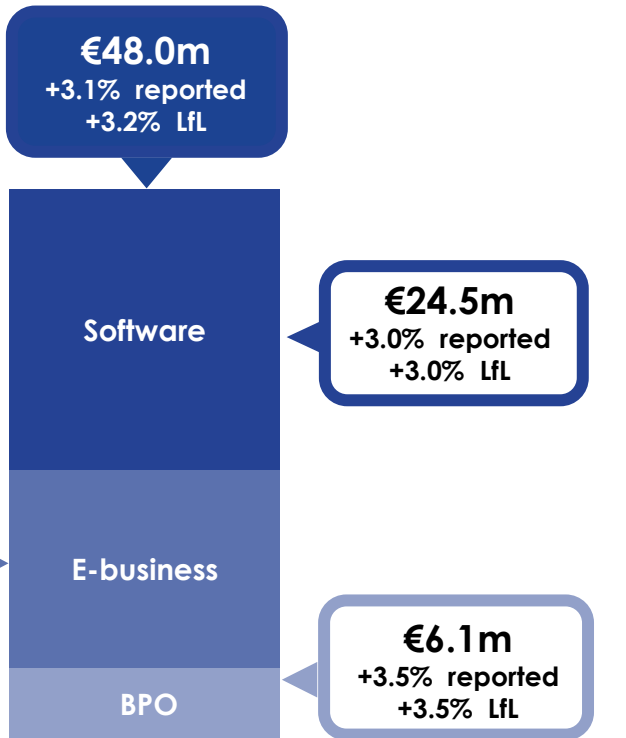 €48.0m
+3.1% reported
+3.2% LfL
Software
€24.5m
+3.0% reported
+3.0% LfL
E-business
€6.1m
+3.5% reported
+3.5% LfL
BPO